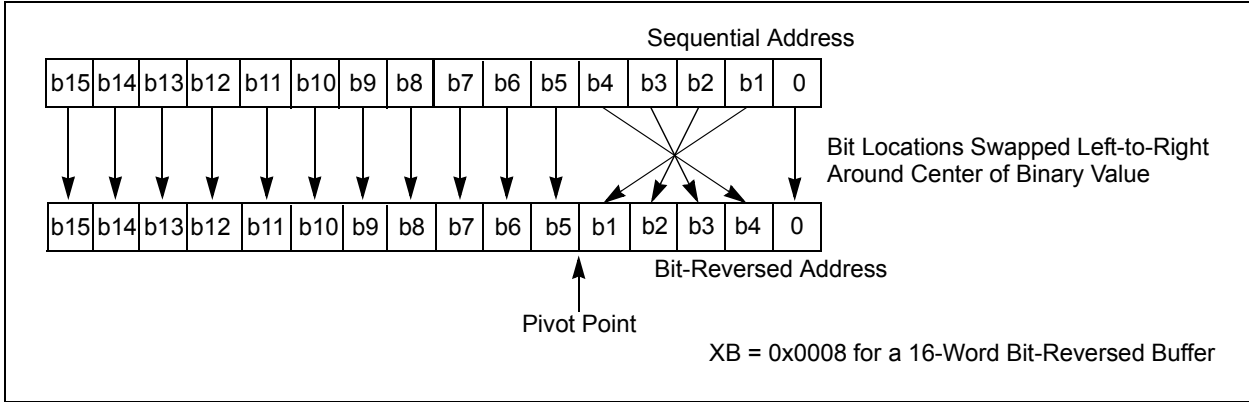 Sequential Address
b15 b14 b13 b12 b11 b10 b9 b8 b7 b6 b5 b4 b3 b2 b1 0
Bit Locations Swapped Left-to-Right
Around Center of Binary Value
b15 b14 b13 b12 b11 b10 b9 b8 b7 b6 b5 b1 b2 b3 b4 0
Bit-Reversed Address
Pivot Point
XB = 0x0008 for a 16-Word Bit-Reversed Buffer